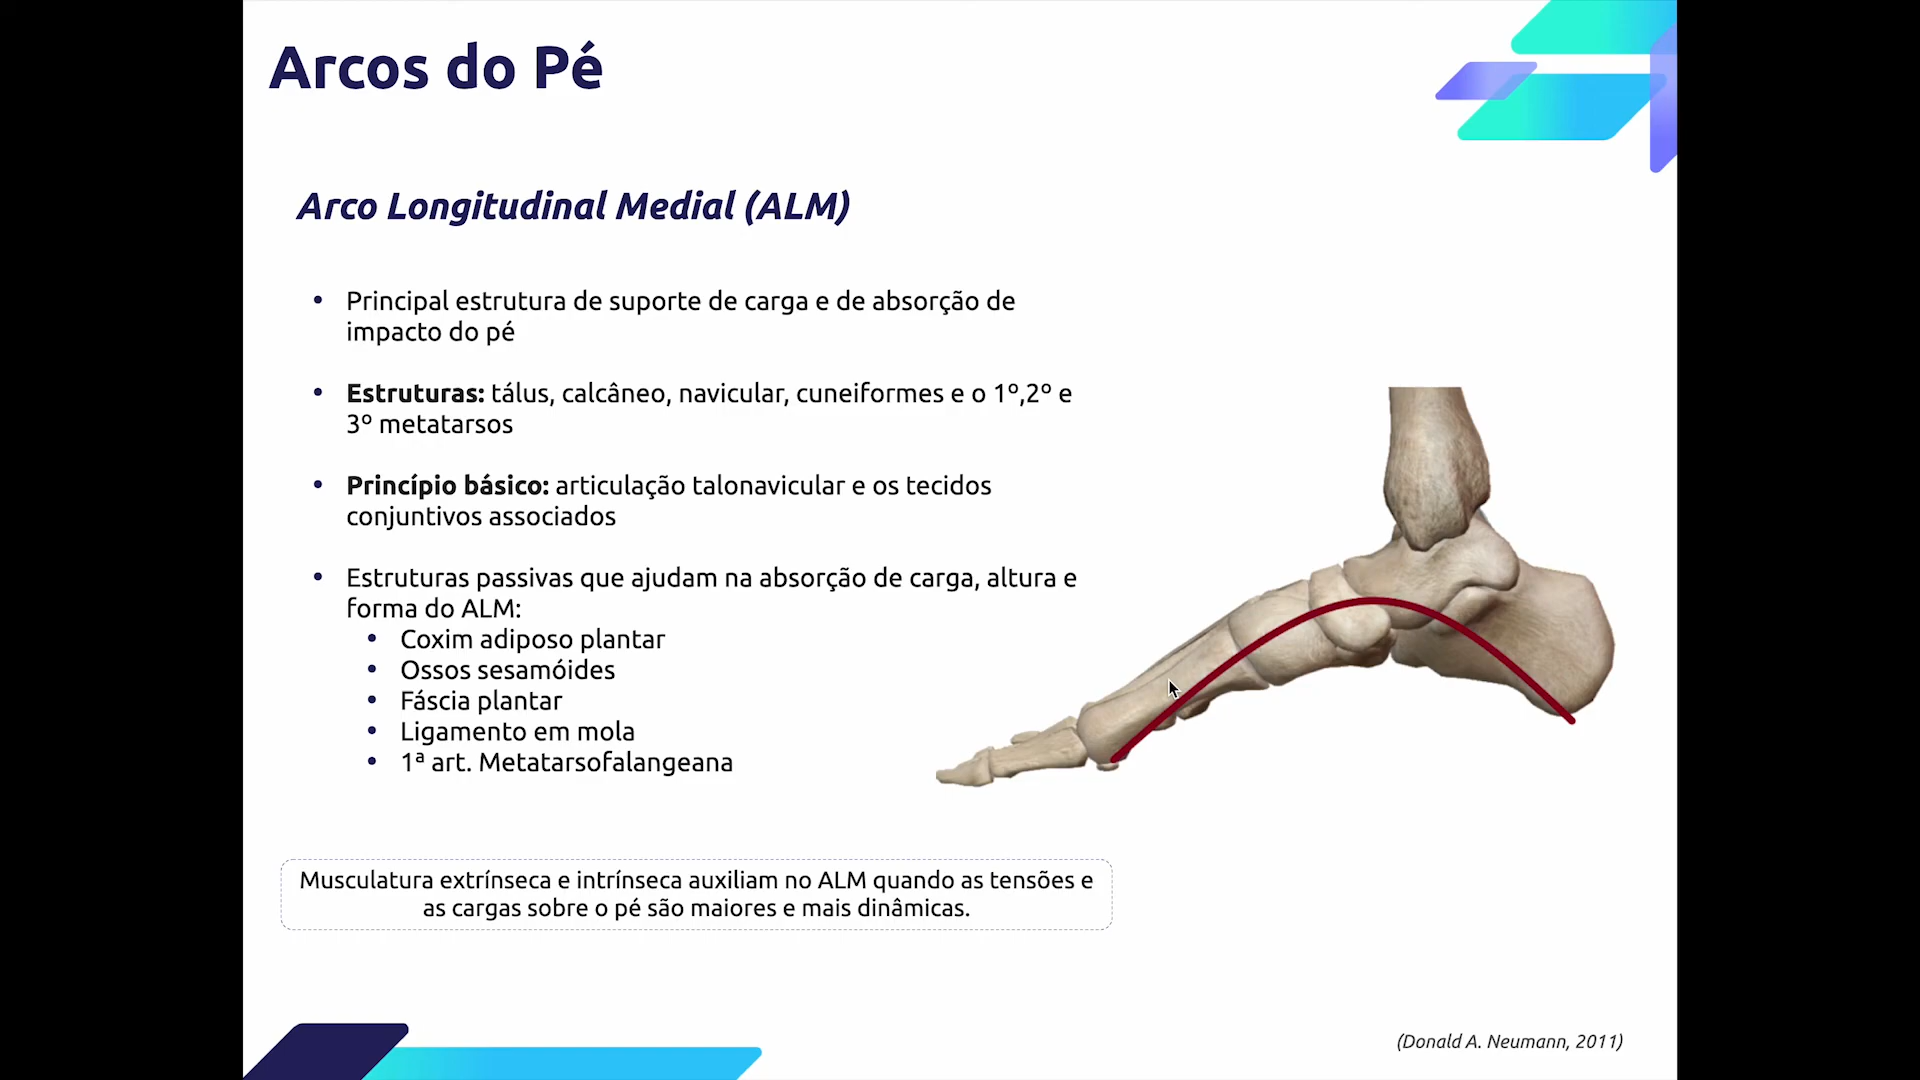 Arcos do Pé
Arco Longitudinal Medial (ALM)
• Principal estrutura de suporte de carga e de absorção de
impacto do pé
• Estruturas: tálus, calcâneo, navicular, cuneiformes e o 1º,2º e
3º metatarsos
• Princípio básico: articulação talonavicular e os tecidos
conjuntivos associados
• Estruturas passivas que ajudam na absorção de carga, altura e
forma do ALM:
• Coxim adiposo plantar
• Ossos sesamóides
• Fáscia plantar
• Ligamento em mola
• 1ª art. Metatarsofalangeana
Musculatura extrínseca e intrínseca auxiliam no ALM quando as tensões e
as cargas sobre o pé são maiores e mais dinâmicas.
(Donald A. Neumann, 2011)